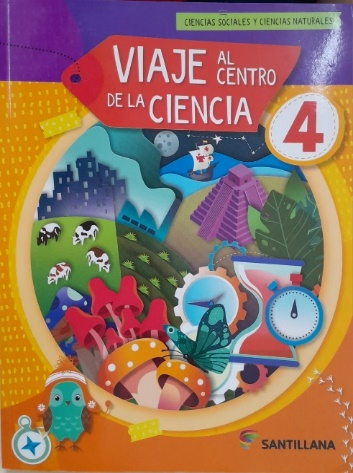 CIENCIAS SOCIALES Y CIENCIAS NATURALES
VIAJE AL CENTRO
DE LA CIENCIA
4
SANTILLANA